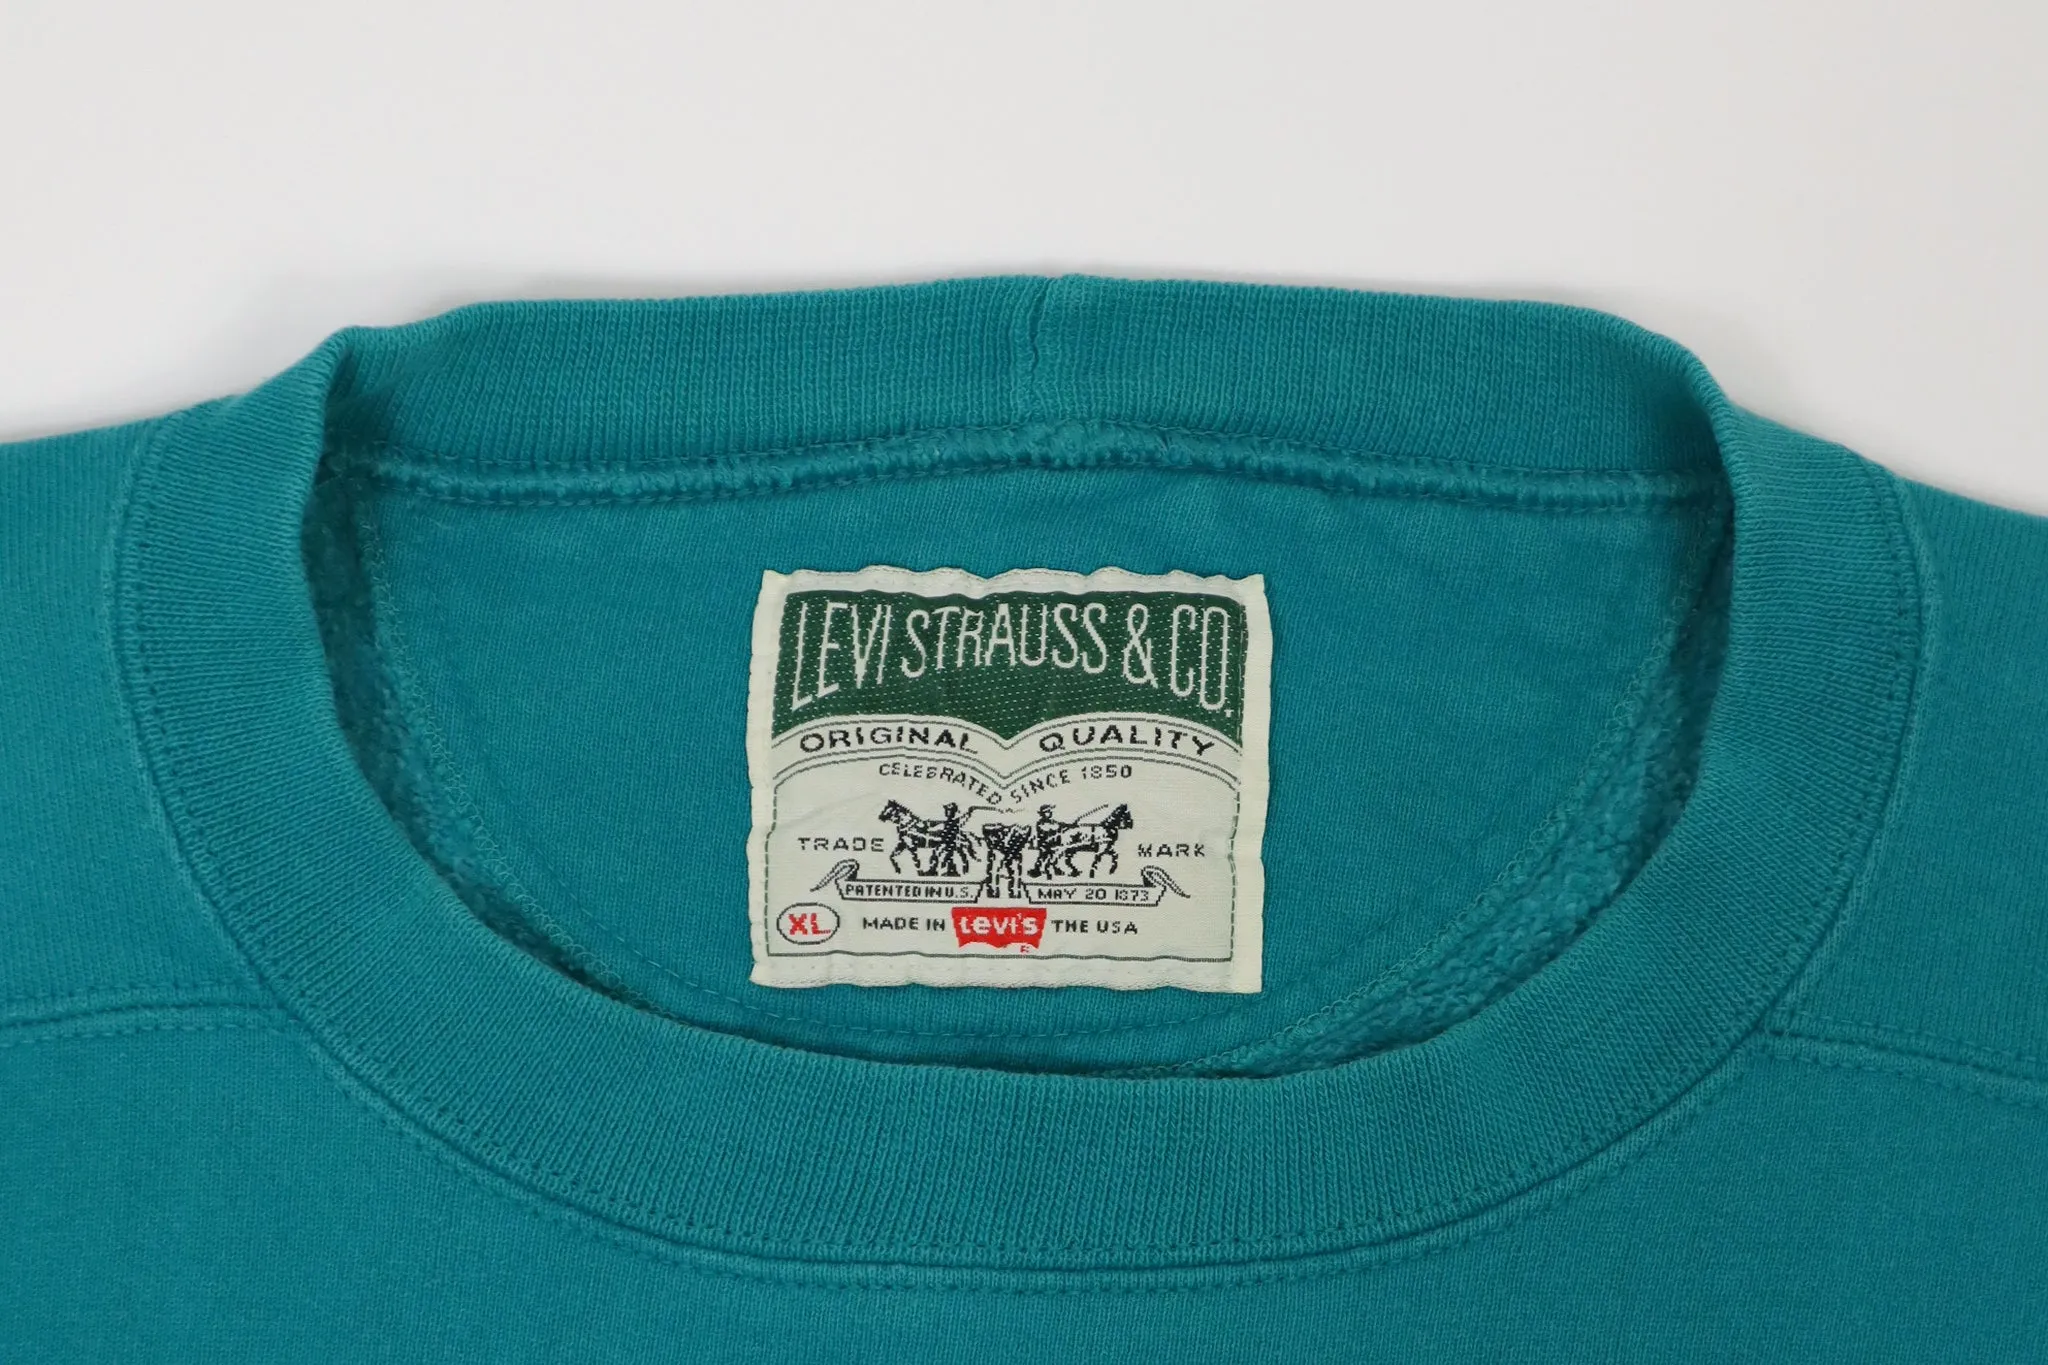 LEVI STRAUSS & CO.
ORIGINAL QUALITY
CELEBRATED SINCE 1850
TRADE MARK
PATENTED IN U.S. MAY 20 1873
XL MADE IN Levi's THE USA
R